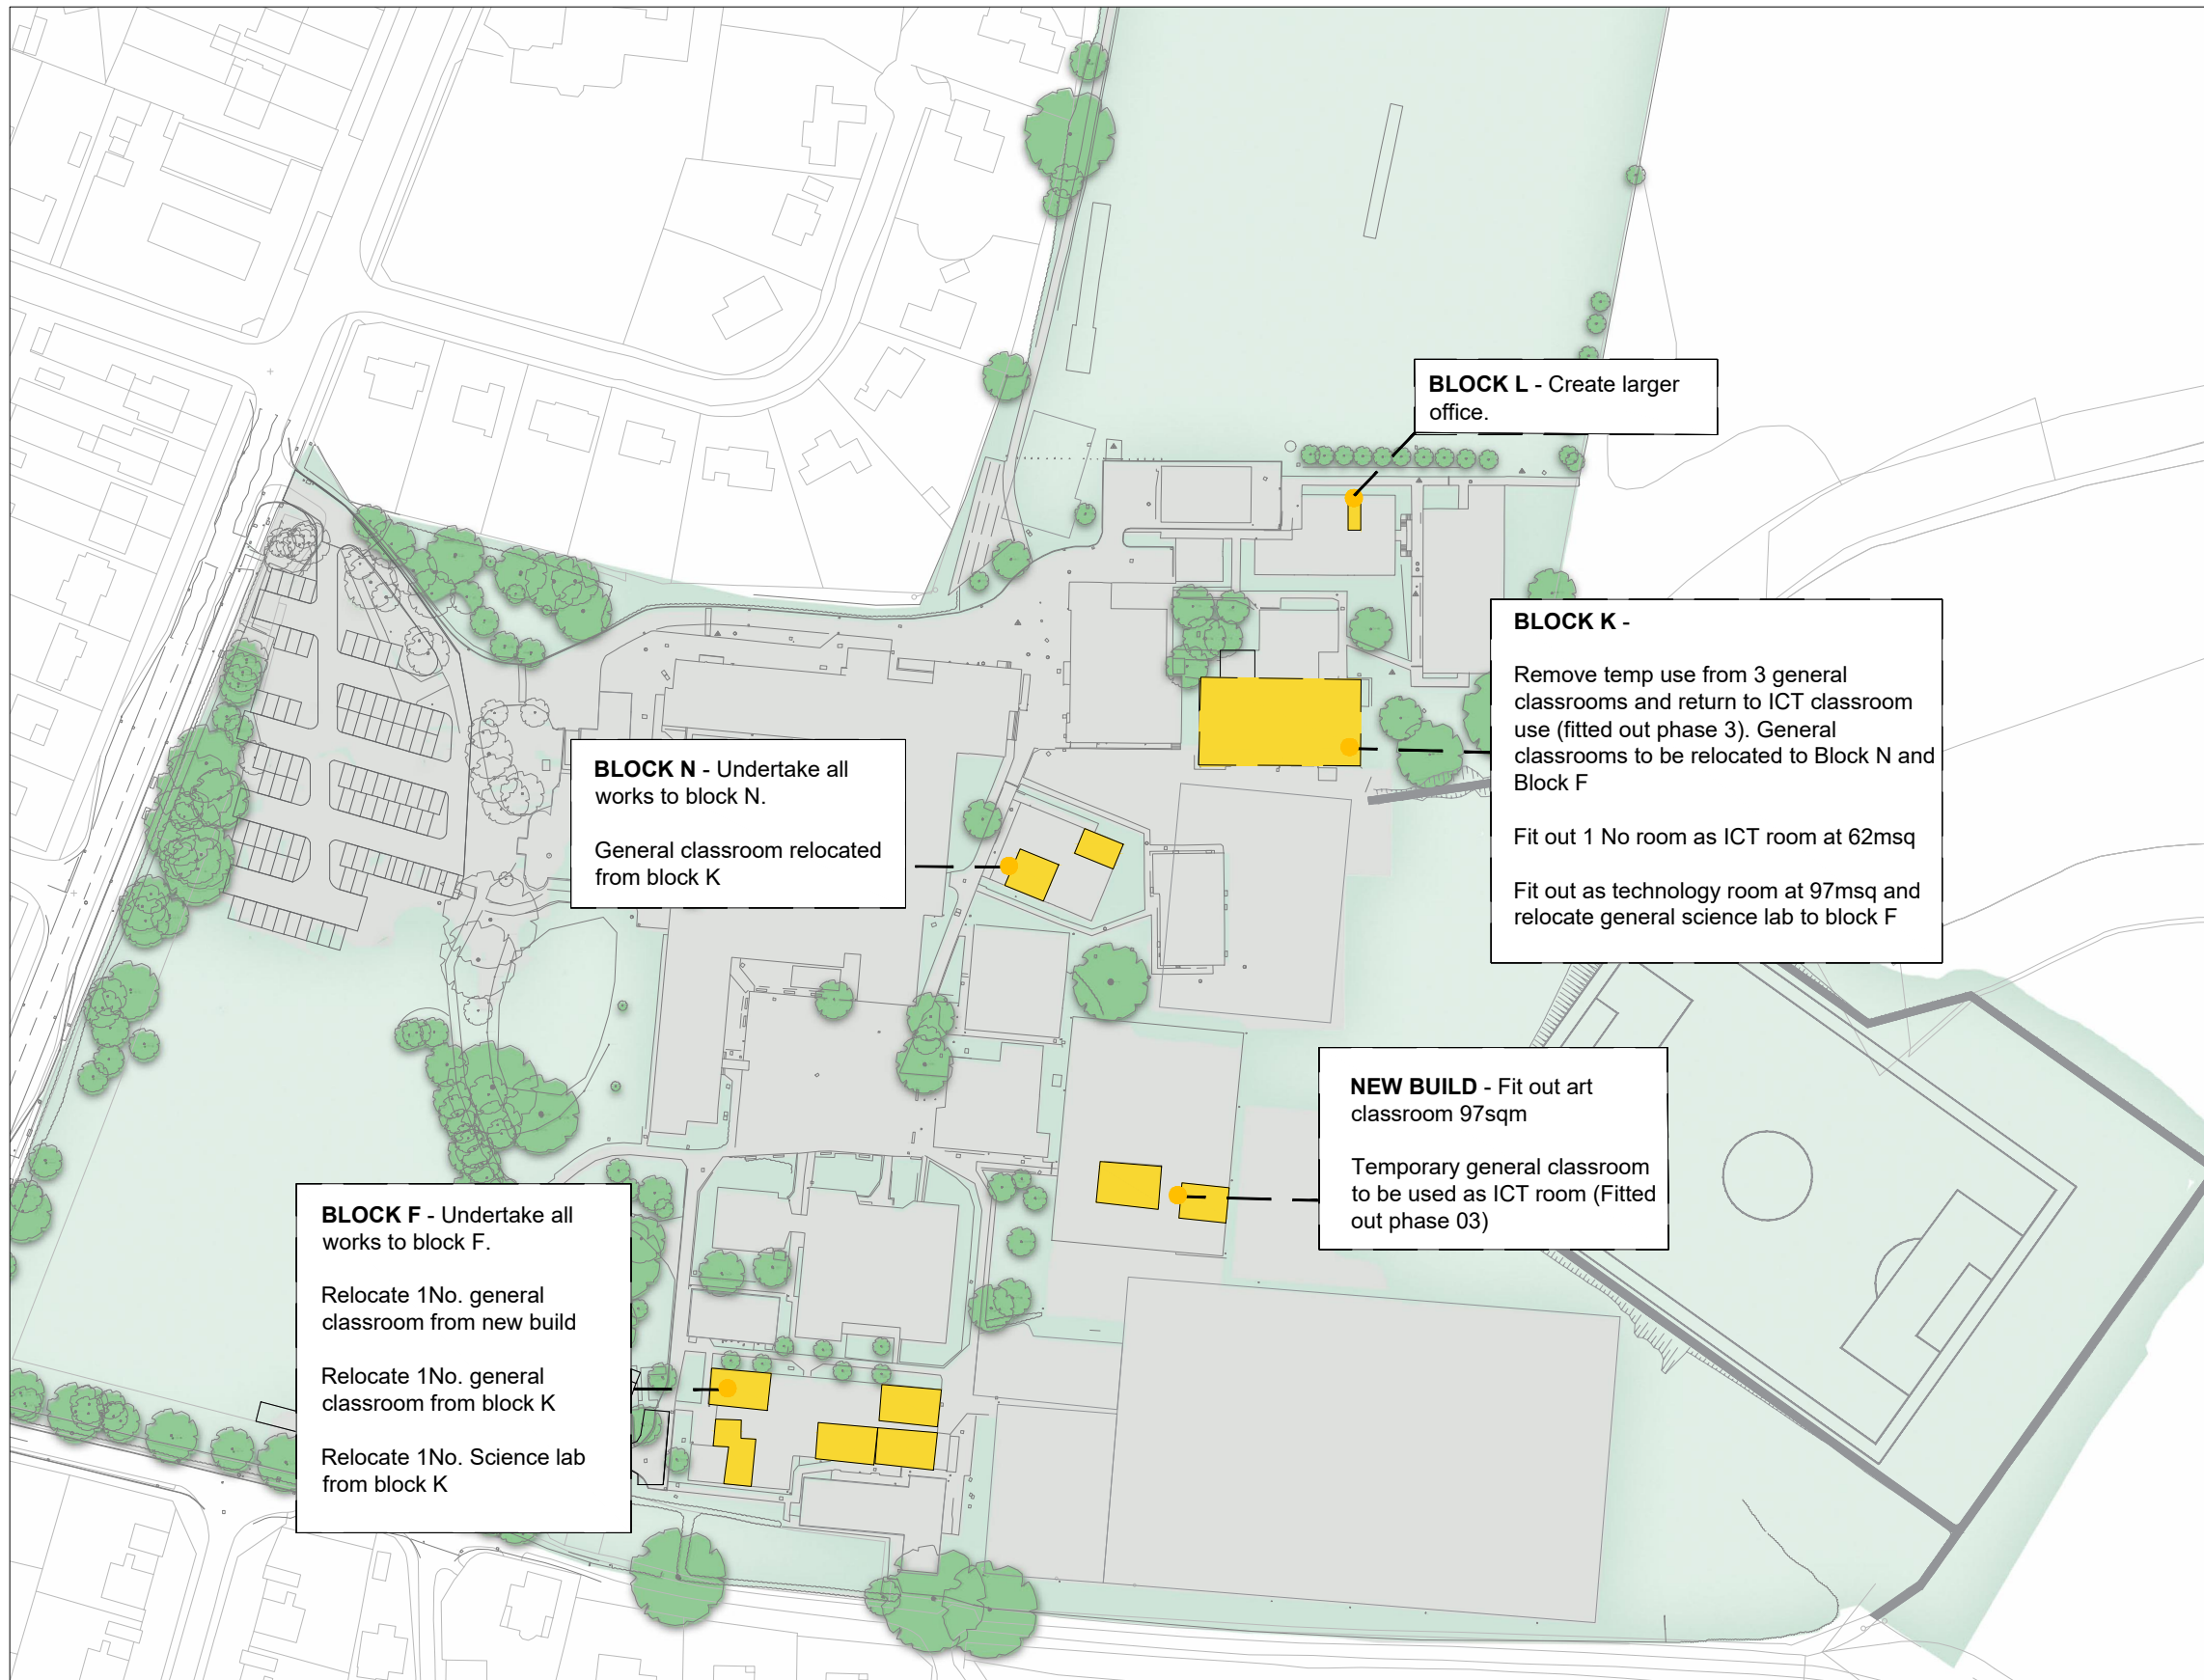 BLOCK L - Create larger
office.
BLOCK K -
Remove temp use from 3 general
classrooms and return to ICT classroom
use (fitted out phase 3). General
classrooms to be relocated to Block N and
Block F
Fit out 1 No room as ICT room at 62msq
Fit out as technology room at 97msq and
relocate general science lab to block F
BLOCK N - Undertake all
works to block N.
General classroom relocated
from block K
NEW BUILD - Fit out art
classroom 97sqm
Temporary general classroom
to be used as ICT room (Fitted
out phase 03)
BLOCK F - Undertake all
works to block F.
Relocate 1No. general
classroom from new build
Relocate 1No. general
classroom from block K
Relocate 1No. Science lab
from block K